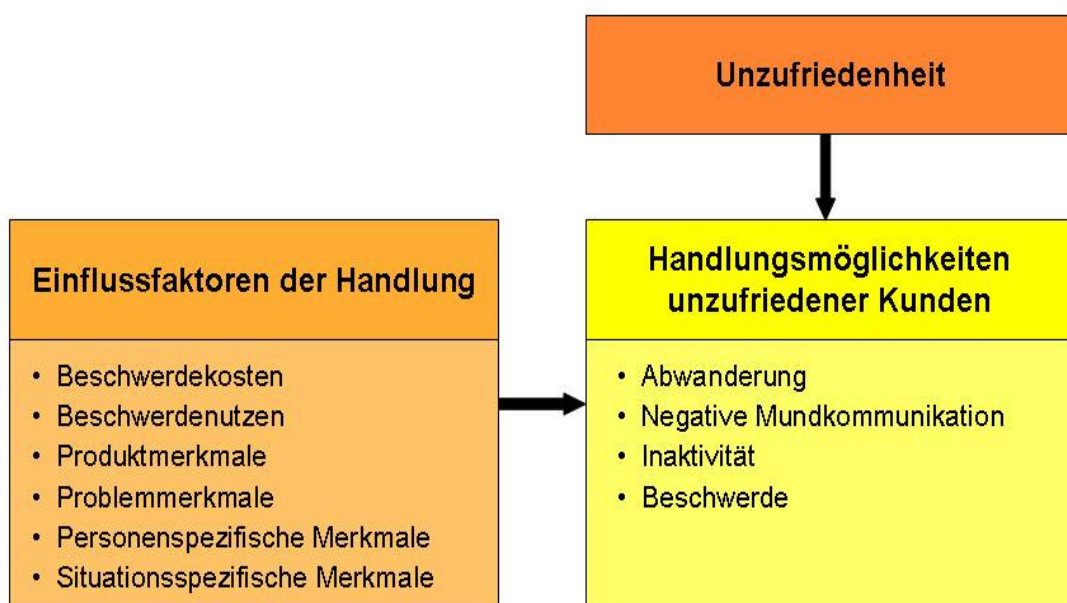 Unzufriedenheit
Einflussfaktoren der Handlung
• Beschwerdekosten
• Beschwerdenutzen
• Produktmerkmale
• Problemmerkmale
• Personenspezifische Merkmale
• Situationsspezifische Merkmale
Handlungsmöglichkeiten
unzufriedener Kunden
• Abwanderung
• Negative Mundkommunikation
• Inaktivität
• Beschwerde